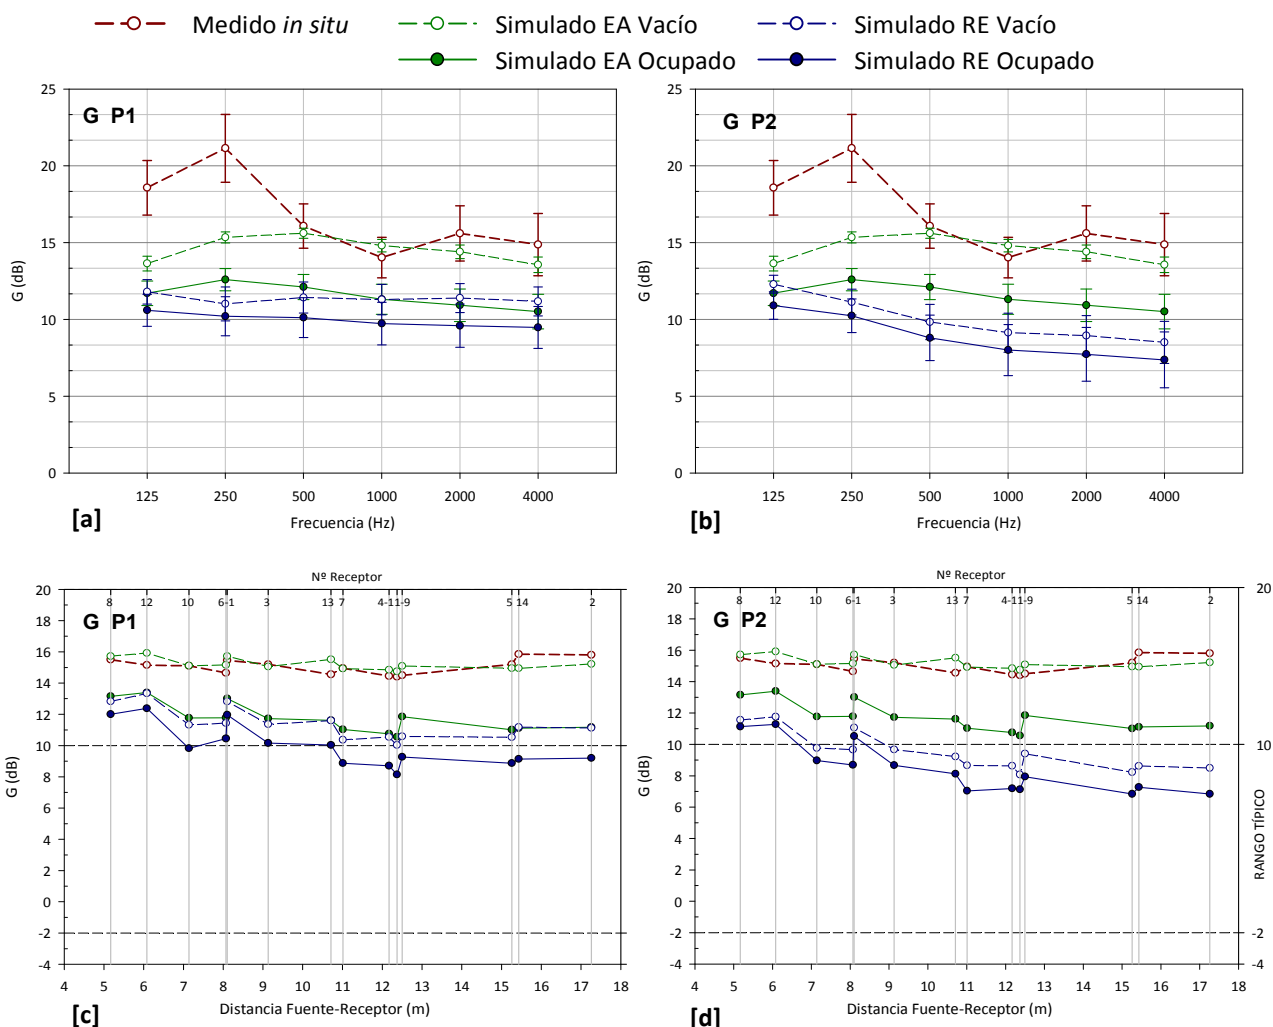 Medido in situ
Simulado EA Vacío
Simulado RE Vacío
Simulado EA Ocupado
Simulado RE Ocupado
G P1
G (dB)
25
20
15
10
5
0
125 250 500 1000 2000 4000
Frecuencia (Hz)
[a]
G P2
G (dB)
25
20
15
10
5
0
125 250 500 1000 2000 4000
Frecuencia (Hz)
[b]
Nº Receptor
8 12 10 6-1 3 13 7 4-11-9 5 14 2
G P1
G (dB)
20
18
16
14
12
10
8
6
4
2
0
-2
-4
4 5 6 7 8 9 10 11 12 13 14 15 16 17 18
Distancia Fuente-Receptor (m)
[c]
Nº Receptor
8 12 10 6-1 3 13 7 4-11-9 5 14 2
G P2
G (dB)
20
18
16
14
12
10
8
6
4
2
0
-2
-4
20
10
-2
-4
RANGO TÍPICO
4 5 6 7 8 9 10 11 12 13 14 15 16 17 18
Distancia Fuente-Receptor (m)
[d]